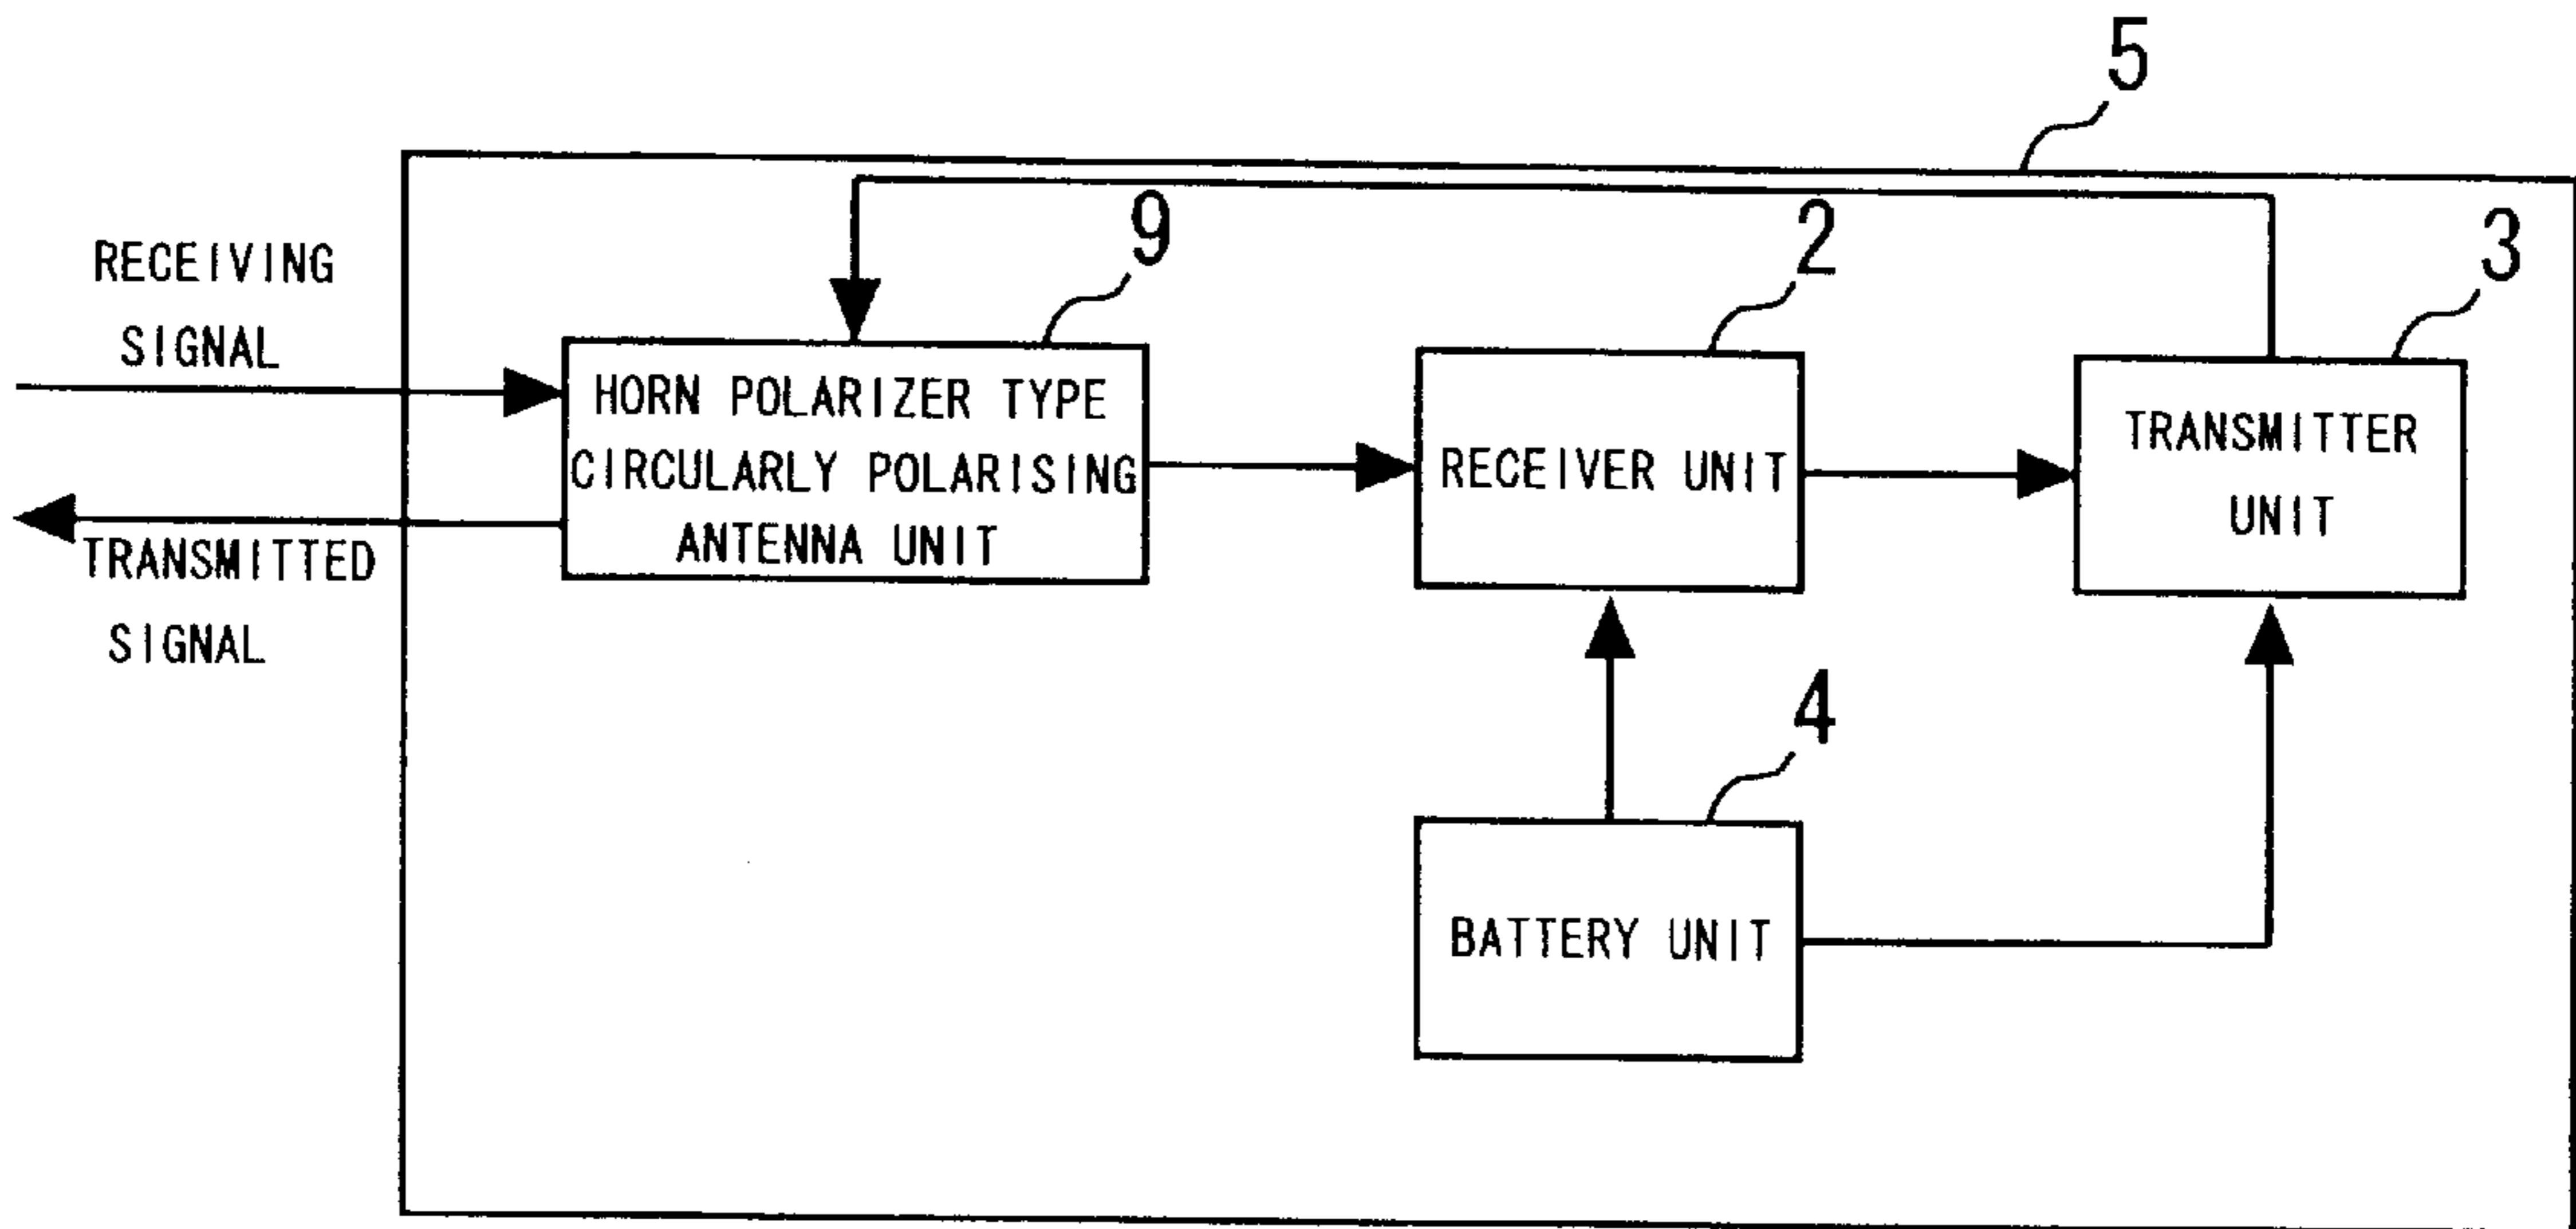 5
RECEIVING
SIGNAL
TRANSMITTED
SIGNAL
9
HORN POLARIZER TYPE
CIRCULARLY POLARISING
ANTENNA UNIT
2
RECEIVER UNIT
3
TRANSMITTER
UNIT
4
BATTERY UNIT